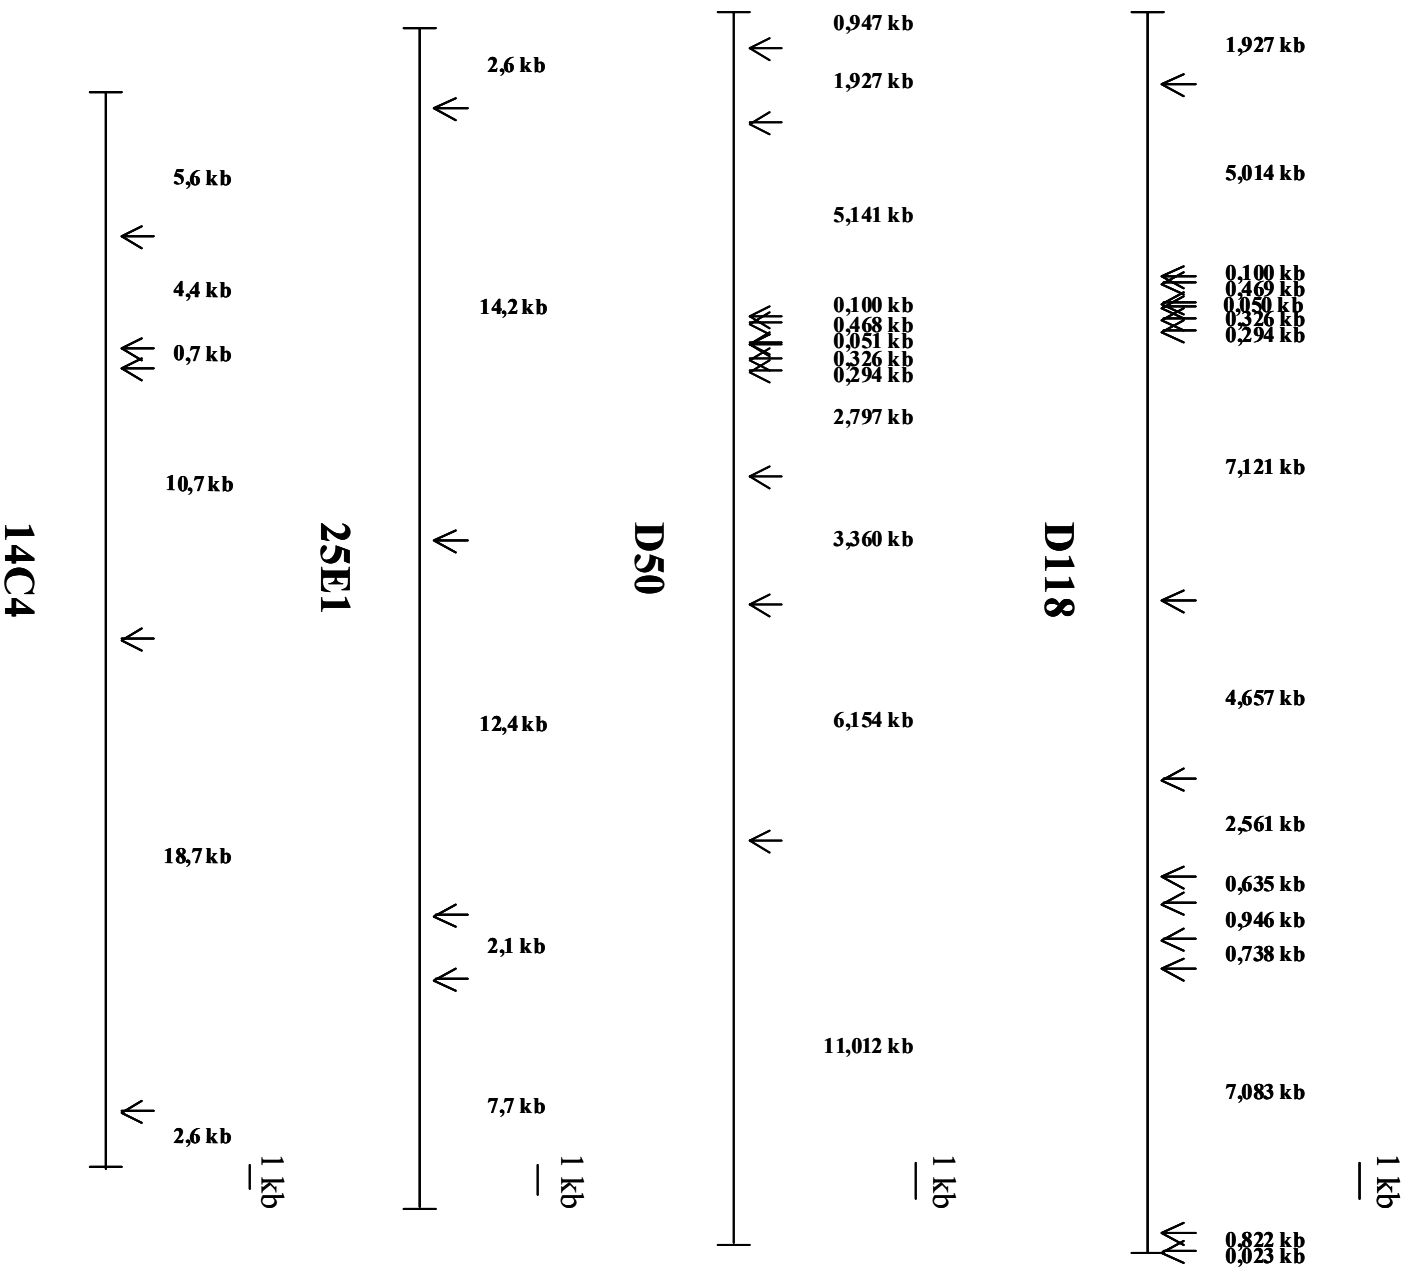 14C4
5,6 kb
4,4 kb
0,7 kb
10,7 kb
18,7 kb
2,6 kb
1 kb
25E1
2,6 kb
14,2 kb
12,4 kb
2,1 kb
7,7 kb
1 kb
D50
0,947 kb
1,927 kb
5,141 kb
0,100 kb
0,468 kb
0,051 kb
0,326 kb
0,294 kb
2,797 kb
3,360 kb
6,154 kb
11,012 kb
1 kb
D118
1,927 kb
5,014 kb
0,100 kb
0,469 kb
0,050 kb
0,326 kb
0,294 kb
7,121 kb
4,657 kb
2,561 kb
0,635 kb
0,946 kb
0,738 kb
7,083 kb
0,822 kb
0,023 kb
1 kb